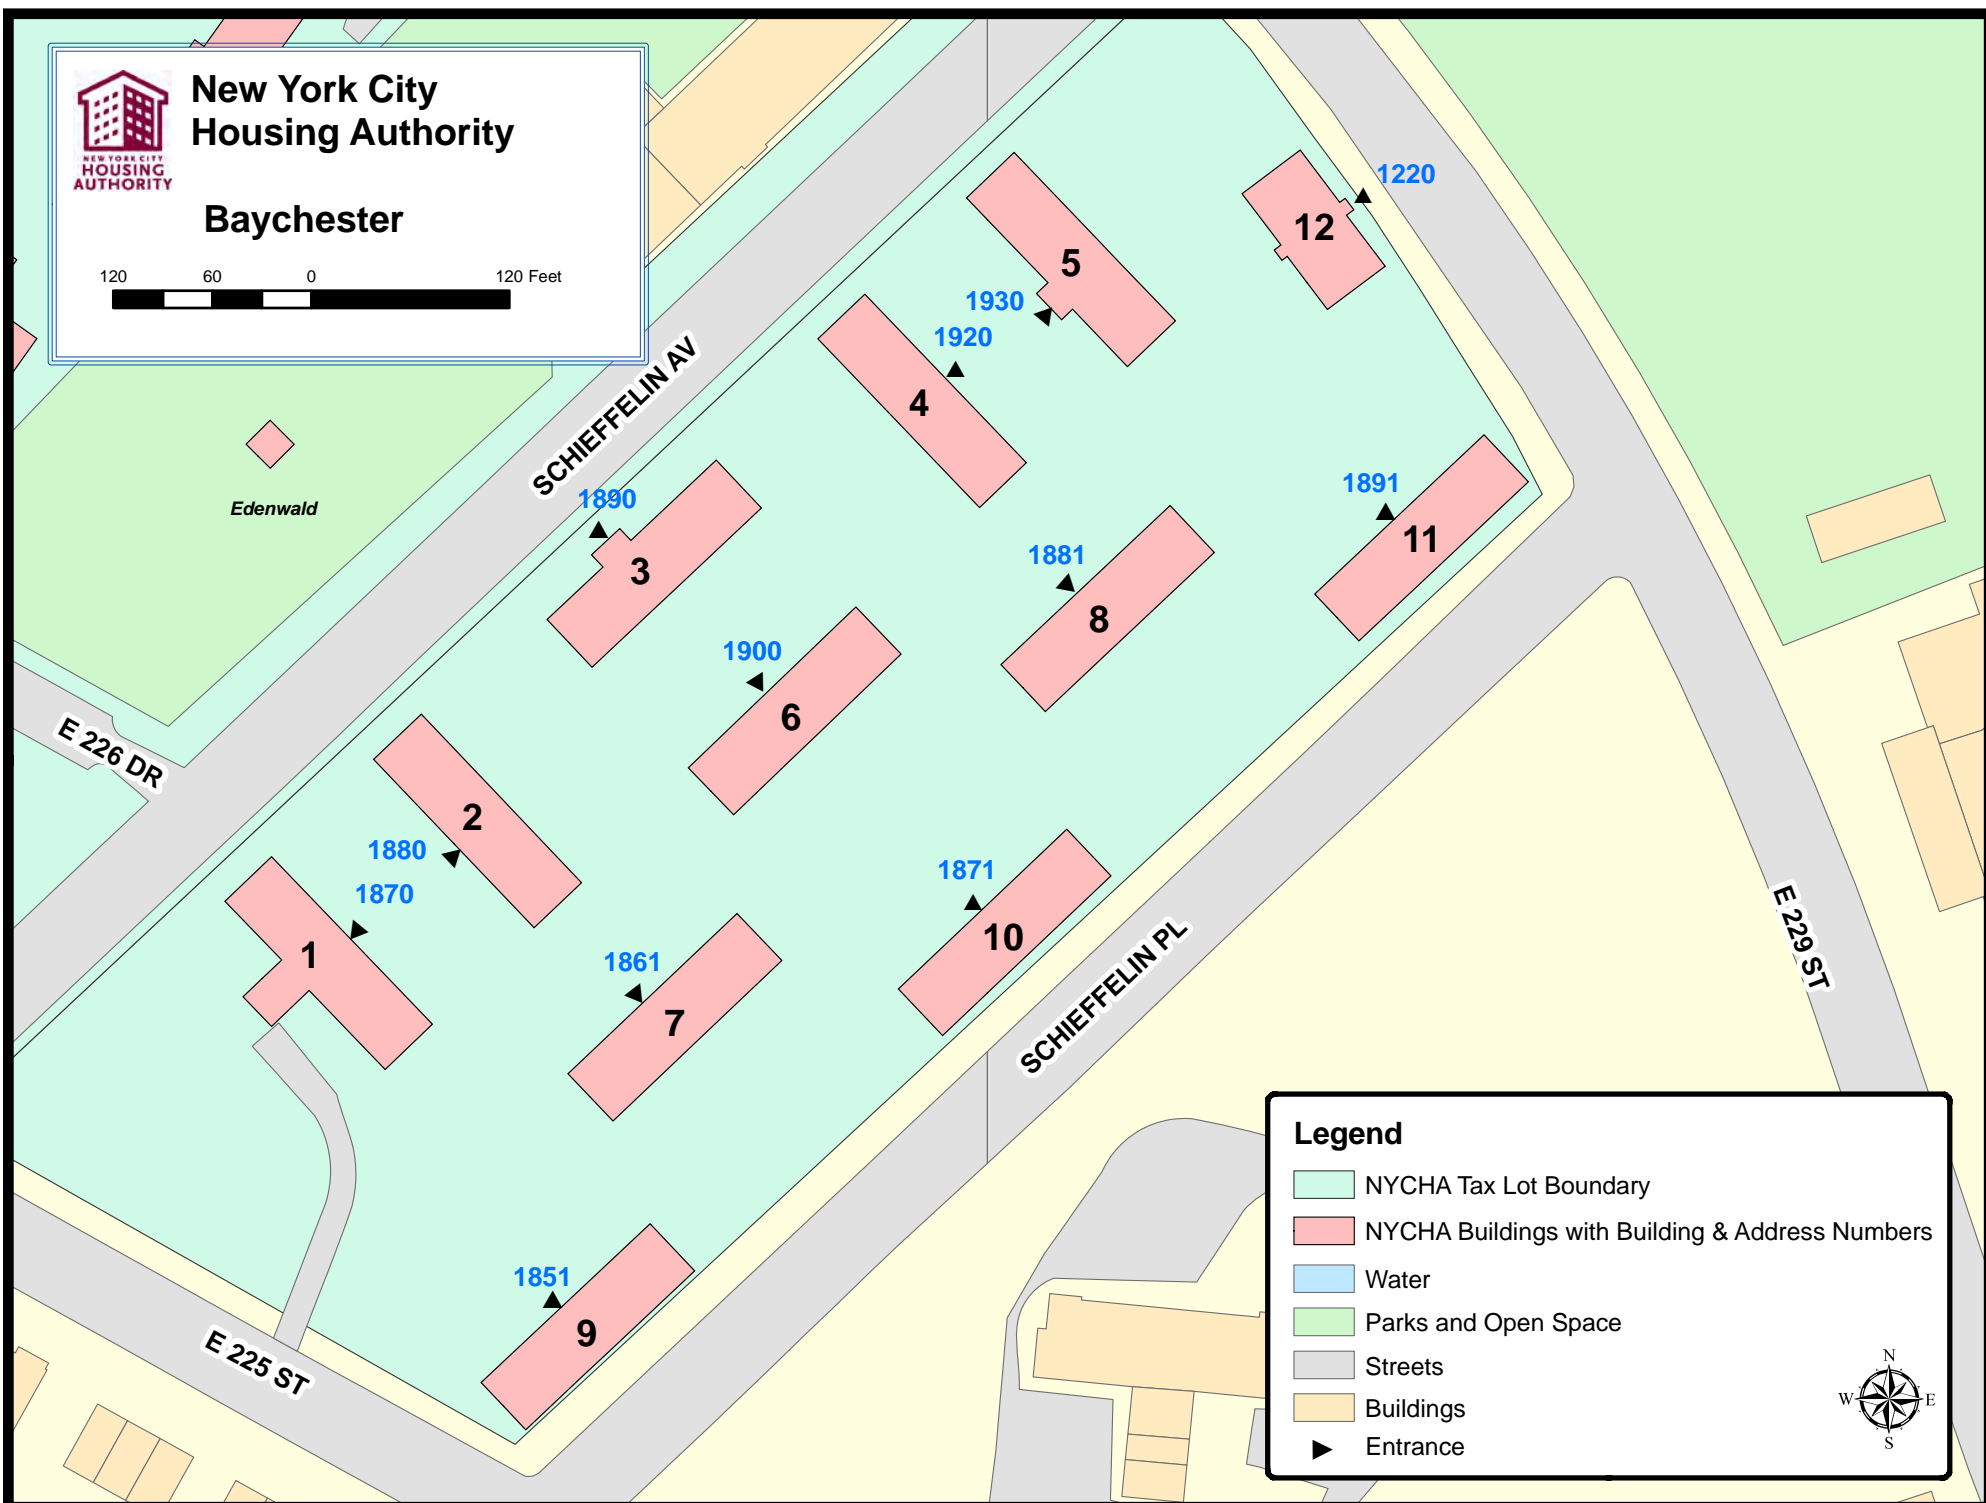 New York City
Housing Authority
NEW YORK CITY
HOUSING
AUTHORITY
Baychester
120 60 0 120 Feet
1220
12
5
1930
1920
SCHIEFFELIN AV
4
1891
1890
Edenwald
11
1881
3
8
1900
6
E 226 DR
2
1880
1871
1870
E 229 ST
10
1
1861
SCHIEFFELIN PL
7
1851
9
E 225 ST
Legend
NYCHA Tax Lot Boundary
NYCHA Buildings with Building & Address Numbers
Water
Parks and Open Space
Streets
Buildings
Entrance
N
W E
S